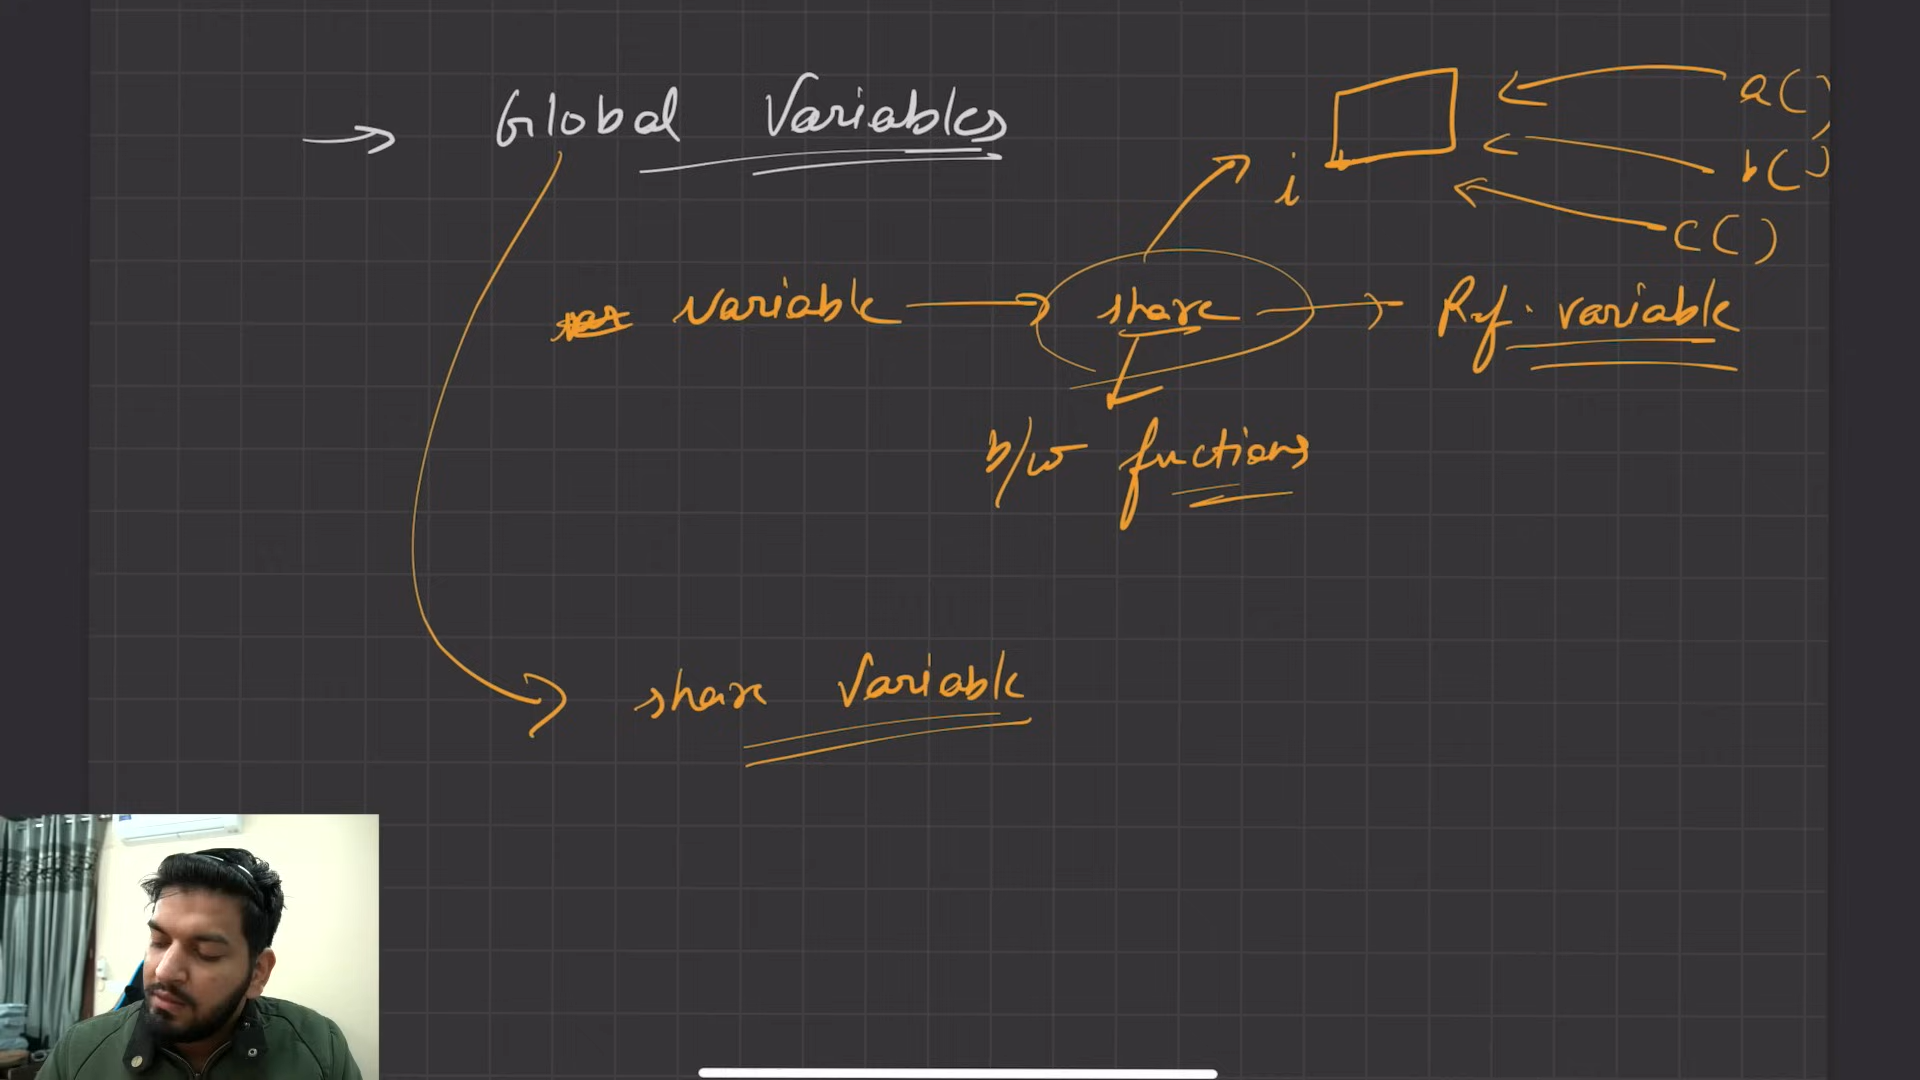 → Global Variables
a()
b()
i
c()
variable → share → Ref. variable
b/w fuctions
share Variable